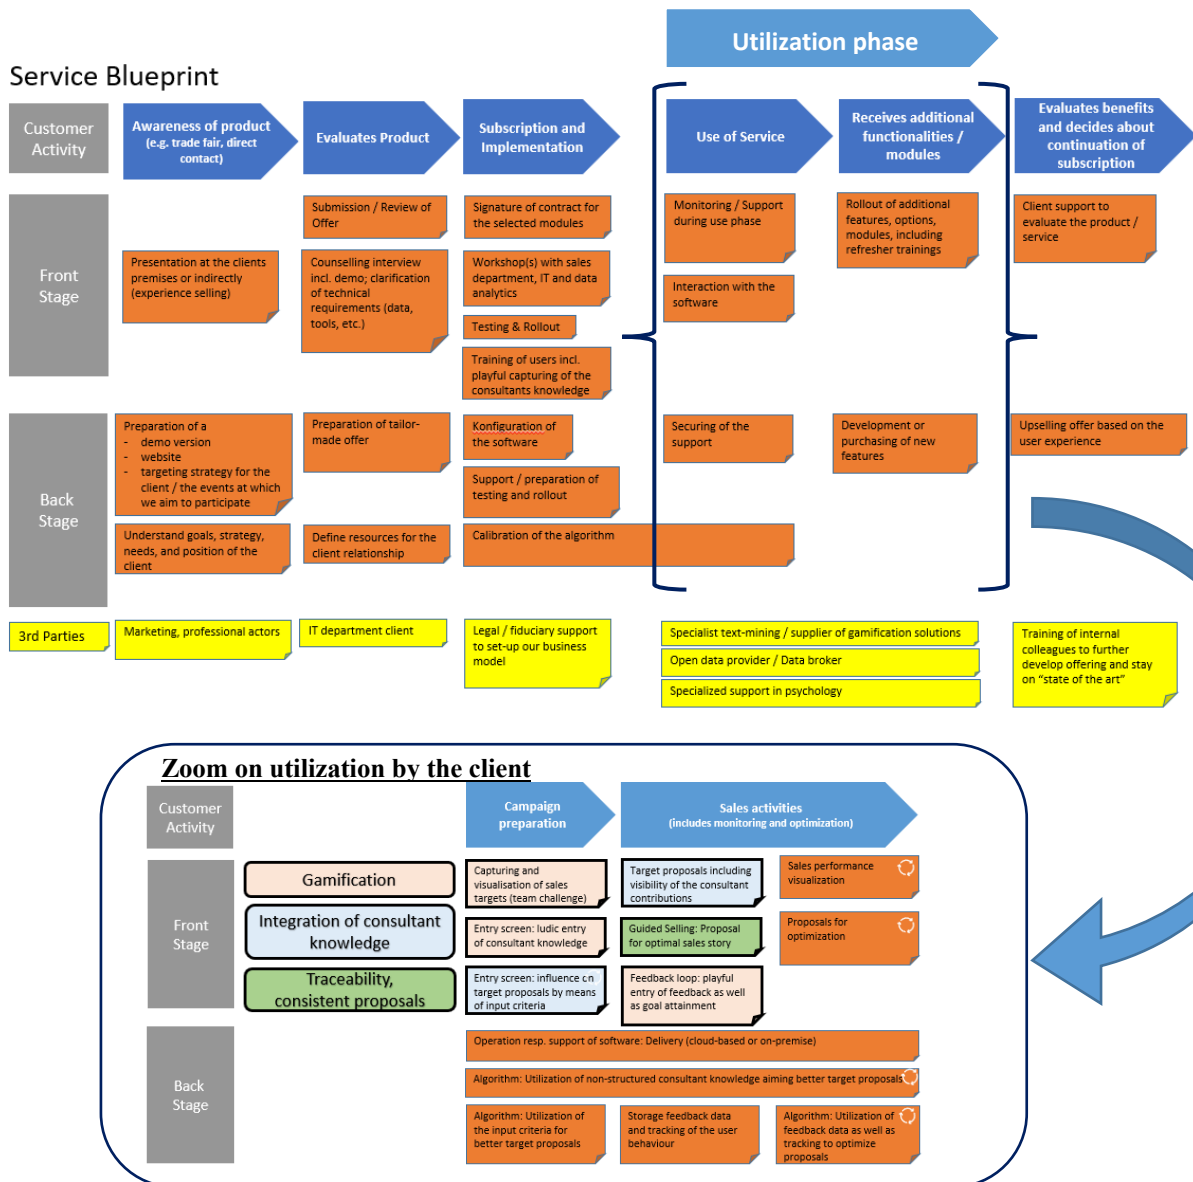 Utilization phase
Service Blueprint
Customer
Activity
Awareness of product
(e.g. trade fair, direct
contact)
Evaluates Product
Subscription and
Implementation
Use of Service
Receives additional
functionalities /
modules
Evaluates benefits
and decides about
continuation of
subscription
Front
Stage
Presentation at the clients
premises or indirectly
(experience selling)
Submission / Review of
Offer
Counselling interview
incl. demo; clarification
of technical
requirements (data,
tools, etc.)
Signature of contract for
the selected modules
Workshop(s) with sales
department, IT and data
analytics
Testing & Rollout
Training of users incl.
playful capturing of the
consultants knowledge
Monitoring / Support
during use phase
Interaction with the
software
Rollout of additional
features, options,
modules, including
refresher trainings
Client support to
evaluate the product /
service
Back
Stage
Preparation of a
- demo version
- website
- targeting strategy for the
client / the events at which
we aim to participate
Understand goals, strategy,
needs, and position of the
client
Preparation of tailor-
made offer
Define resources for the
client relationship
Konfiguration of
the software
Support / preparation of
testing and rollout
Calibration of the algorithm
Securing of the
support
Development or
purchasing of new
features
Upselling offer based on the
user experience
3rd Parties
Marketing, professional actors
IT department client
Legal / fiduciary support
to set-up our business
model
Specialist text-mining / supplier of gamification solutions
Open data provider / Data broker
Specialized support in psychology
Training of internal
colleagues to further
develop offering and stay
on “state of the art”
Zoom on utilization by the client
Customer
Activity
Campaign
preparation
Sales activities
(includes monitoring and optimization)
Front
Stage
Gamification
Integration of consultant
knowledge
Traceability,
consistent proposals
Capturing and
visualisation of sales
targets (team challenge)
Entry screen: ludic entry
of consultant knowledge
Entry screen: influence on
target proposals by means
of input criteria
Target proposals including
visibility of the consultant
contributions
Guided Selling: Proposal
for optimal sales story
Feedback loop: playful
entry of feedback as well
as goal attainment
Sales performance
visualization
Proposals for
optimization
Back
Stage
Operation resp. support of software: Delivery (cloud-based or on-premise)
Algorithm: Utilization of non-structured consultant knowledge aiming better target proposals
Algorithm: Utilization of
the input criteria for
better target proposals
Storage feedback data
and tracking of the user
behaviour
Algorithm: Utilization of
feedback data as well as
tracking to optimize
proposals